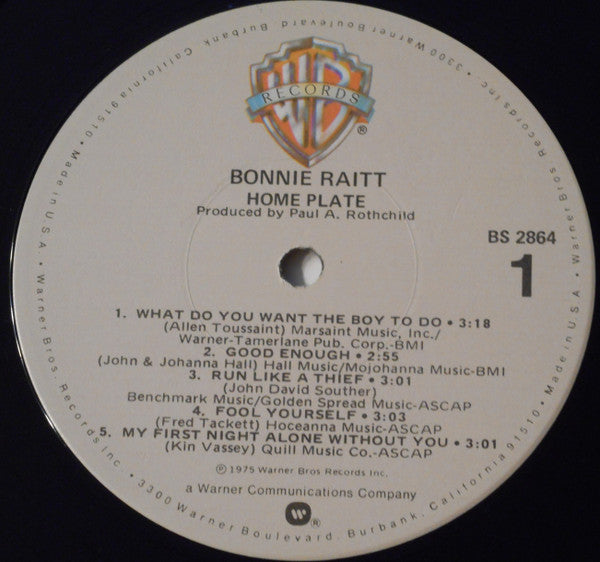 WB
RECORDS
®
BONNIE RAITT
HOME PLATE
Produced by Paul A. Rothchild
BS 2864
1
1. WHAT DO YOU WANT THE BOY TO DO • 3:18
(Allen Toussaint) Marsaint Music, Inc./
Warner-Tamerlane Pub. Corp.-BMI
2. GOOD ENOUGH • 2:55
(John & Johanna Hall) Hall Music/Mojohanna Music-BMI
3. RUN LIKE A THIEF • 3:01
(John David Souther)
Benchmark Music/Golden Spread Music-ASCAP
4. FOOL YOURSELF • 3:03
(Fred Tackett) Hoceanna Music-ASCAP
5. MY FIRST NIGHT ALONE WITHOUT YOU • 3:01
(Kin Vassey) Quill Music Co.-ASCAP
℗ 1975 Warner Bros Records Inc.
a Warner Communications Company
®
Made in U.S.A. • Warner Bros. Records Inc. • 3300 Warner Boulevard, Burbank, California 91510 • Made in U.S.A. • Warner Bros Records Inc. • 3300 Warner Boulevard, Burbank, California 91510 •